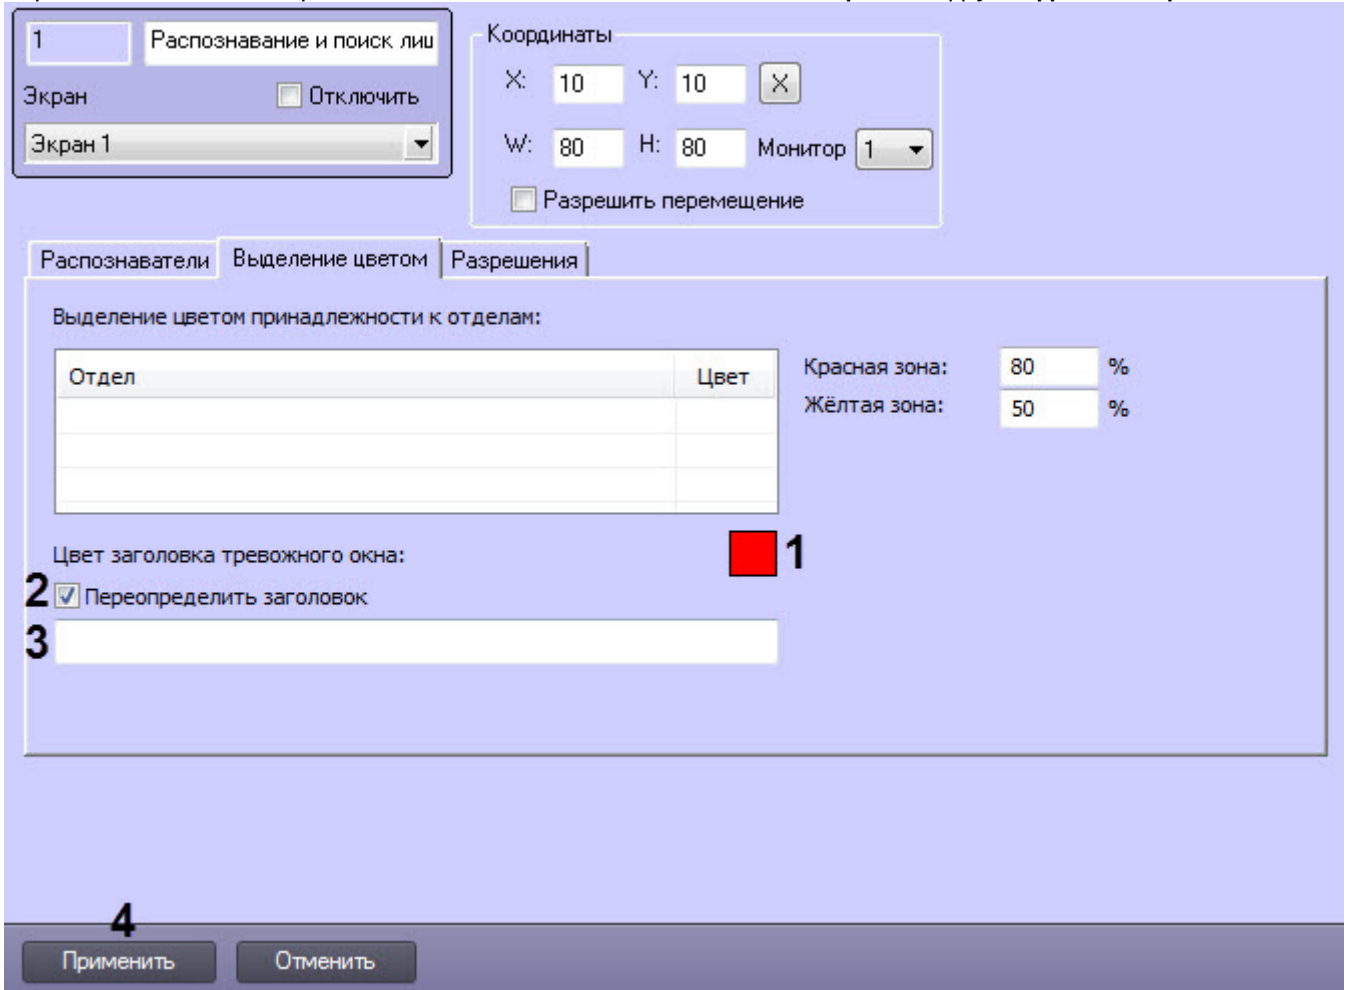 1 Распознавание и поиск лиц
Экран Отключить
Экран 1
Координаты
X: 10 Y: 10 X
W: 80 H: 80 Монитор 1
Разрешить перемещение
Распознаватели Выделение цветом Разрешения
Выделение цветом принадлежности к отделам:
Отдел Цвет
Красная зона: 80 %
Жёлтая зона: 50 %
Цвет заголовка тревожного окна: 1
2 Переопределить заголовок
3
4
Применить Отменить